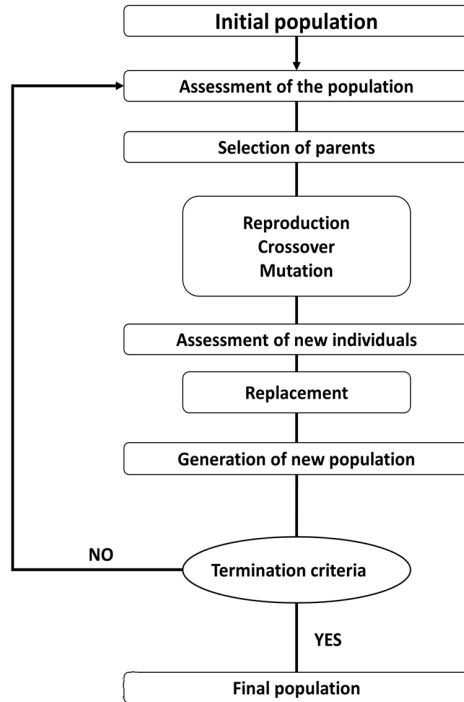 Initial population
Assessment of the population
Selection of parents
Reproduction
Crossover
Mutation
Assessment of new individuals
Replacement
Generation of new population
Termination criteria
NO
YES
Final population